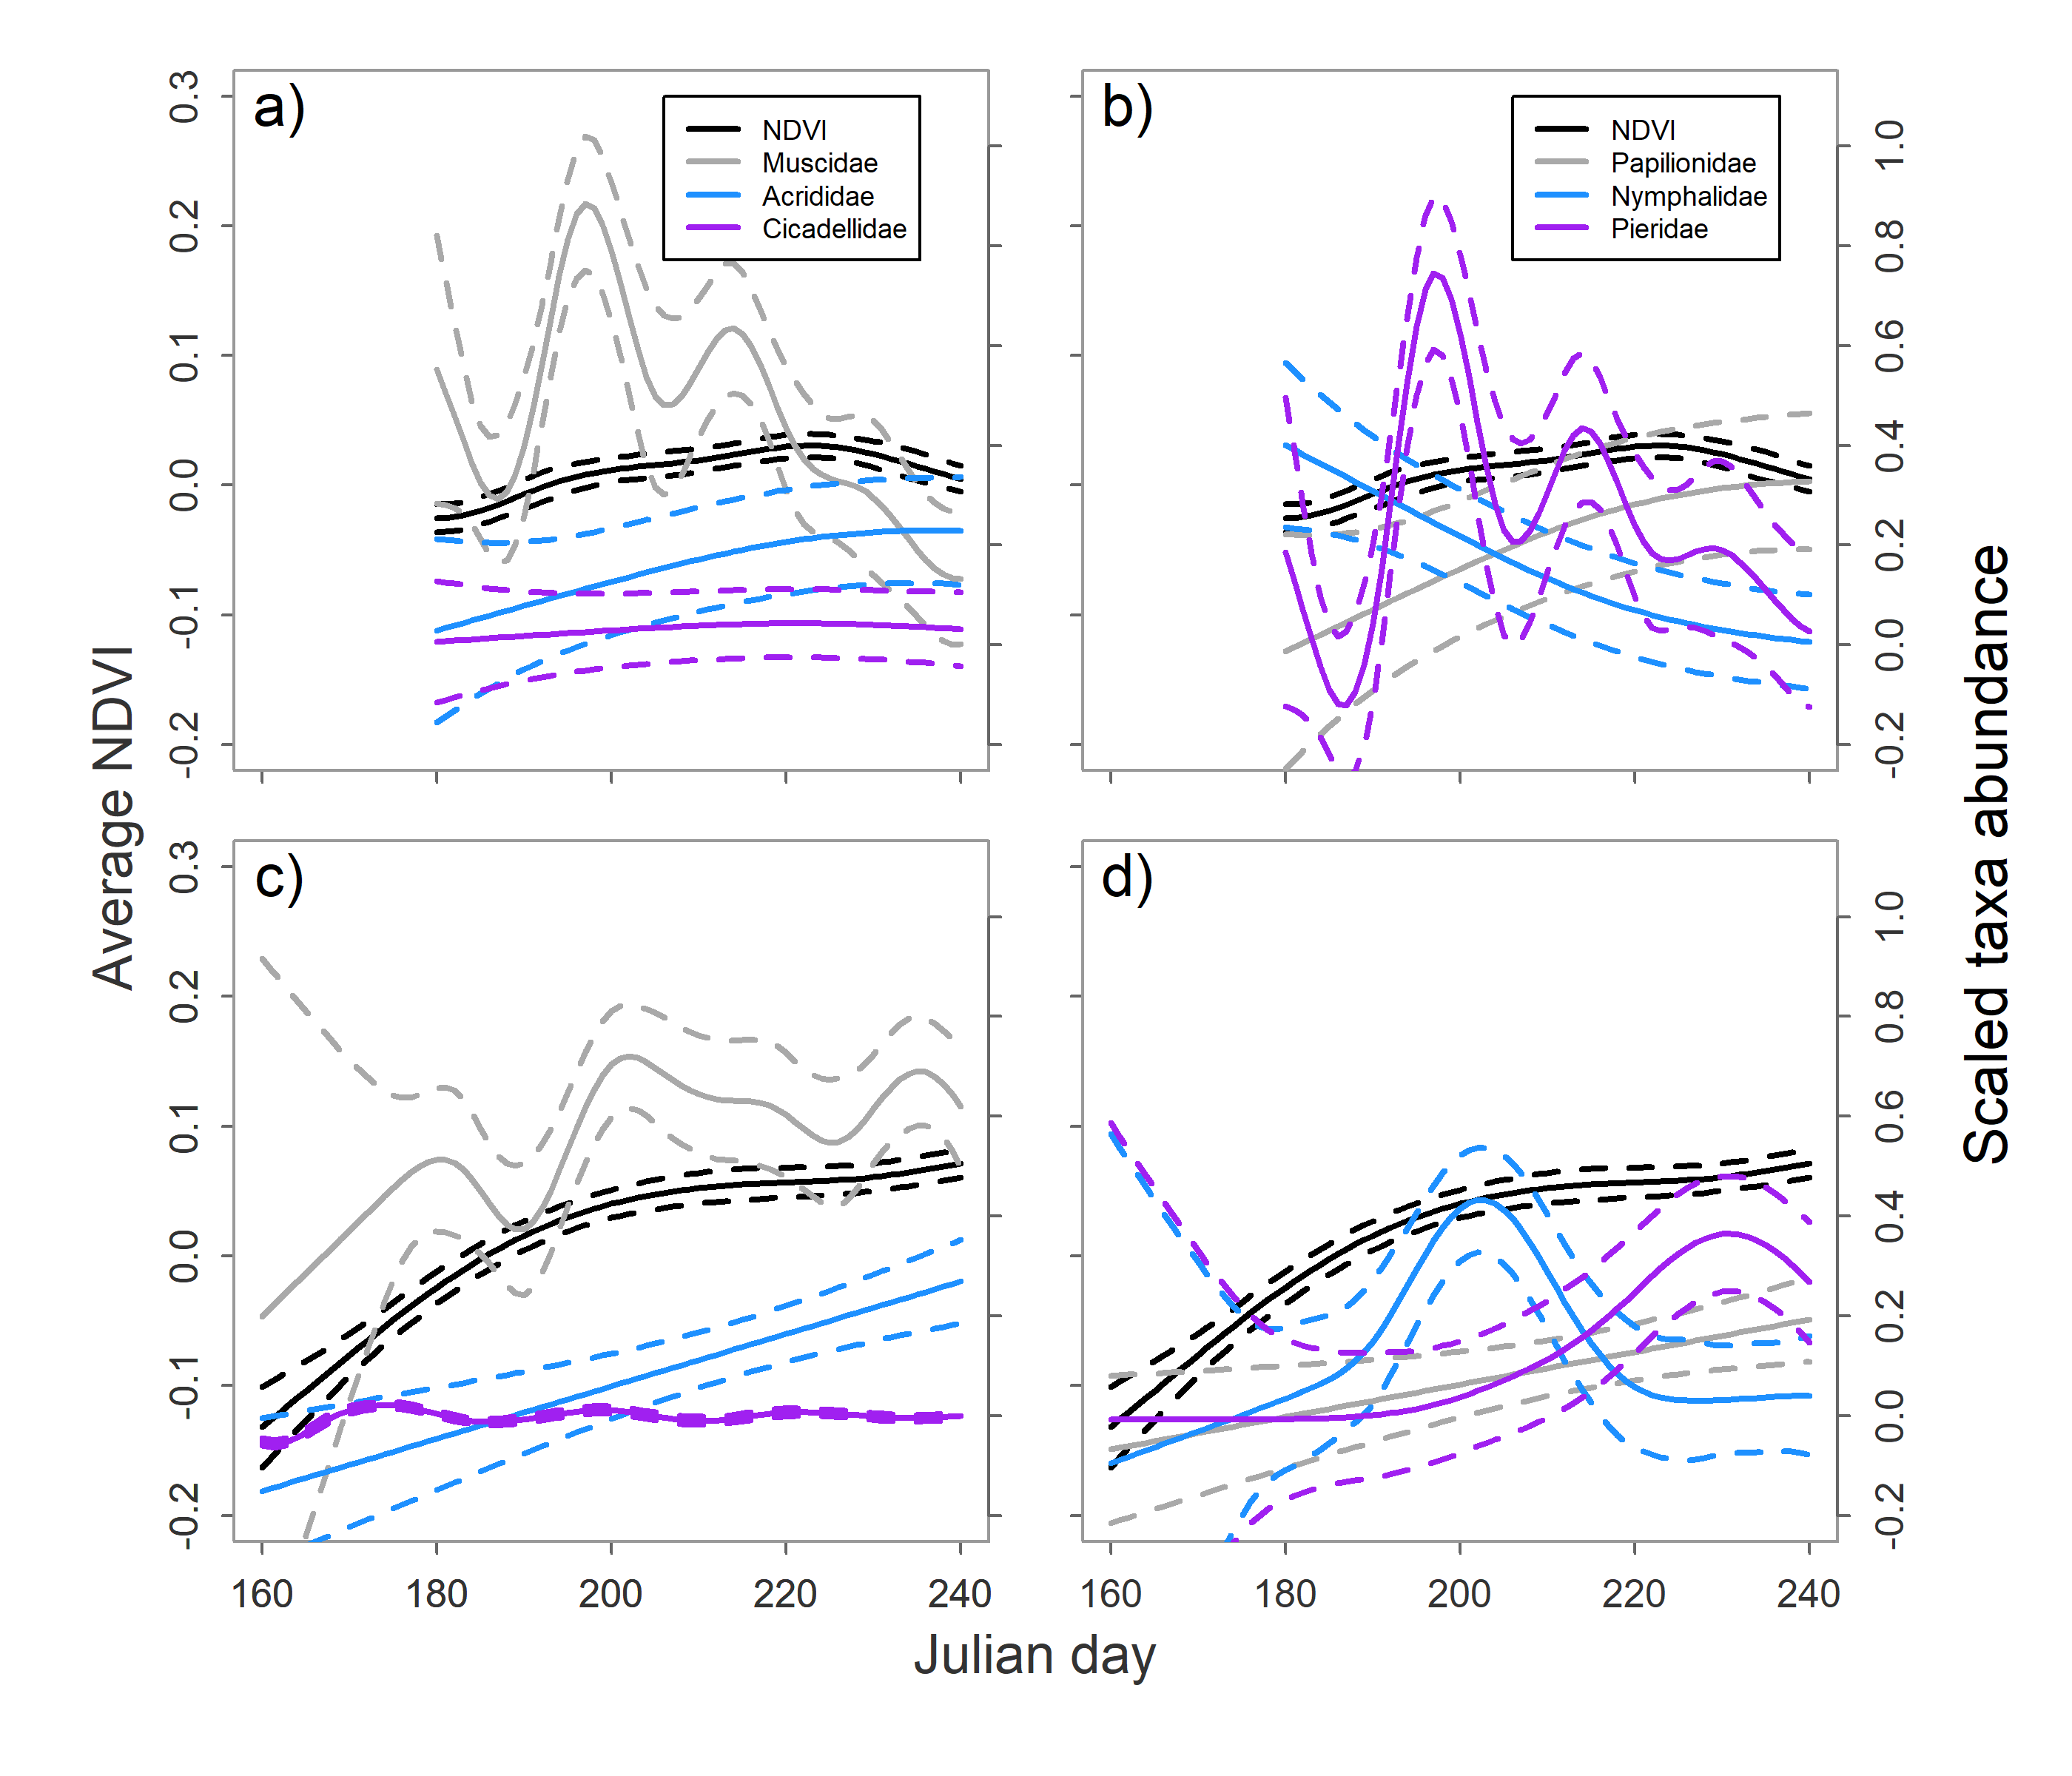 a)
NDVI
Muscidae
Acrididae
Cicadellidae
0.3
0.2
0.1
0.0
-0.1
-0.2
b)
NDVI
Papilionidae
Nymphalidae
Pieridae
1.0
0.8
0.6
0.4
0.2
0.0
-0.2
Average NDVI
Scaled taxa abundance
c)
0.3
0.2
0.1
0.0
-0.1
-0.2
160 180 200 220 240
d)
1.0
0.8
0.6
0.4
0.2
0.0
-0.2
160 180 200 220 240
Julian day